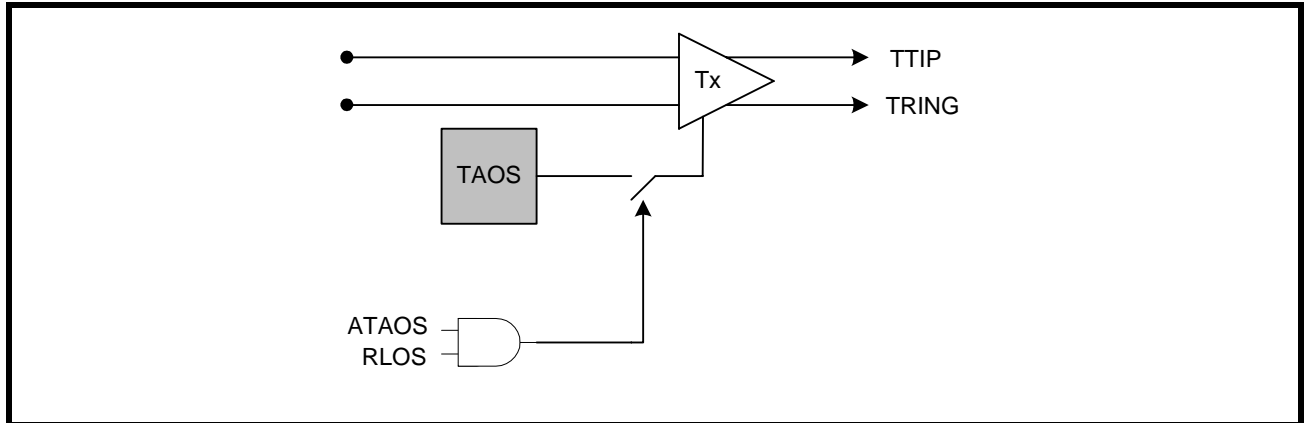 TTIP
Tx
TRING
TAOS
ATAOS
RLOS